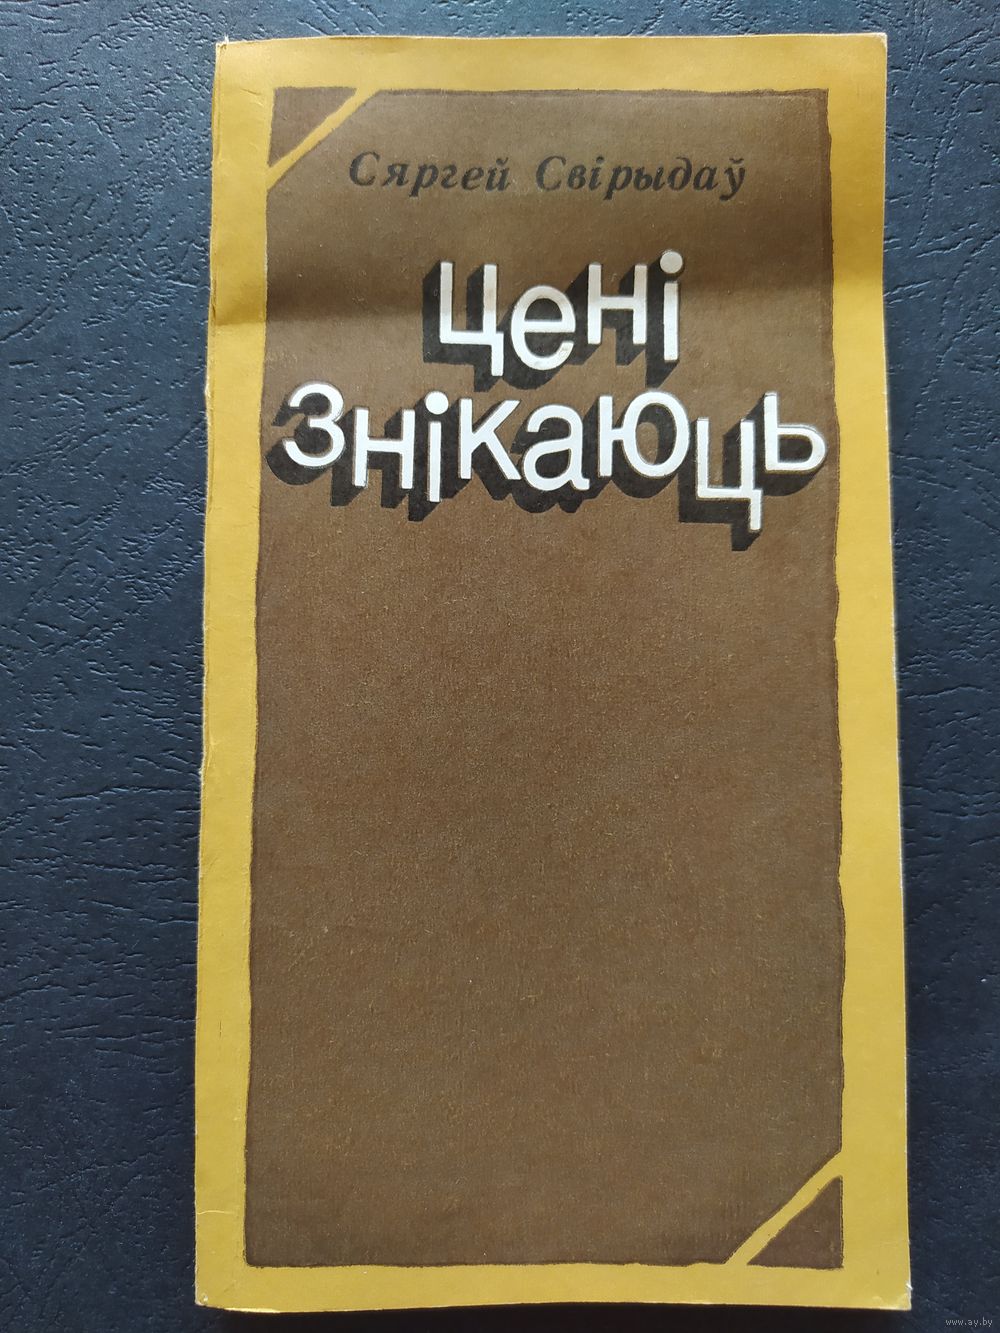 Сяргей Свірыдаў
цені
знікаюць
www.ay.by